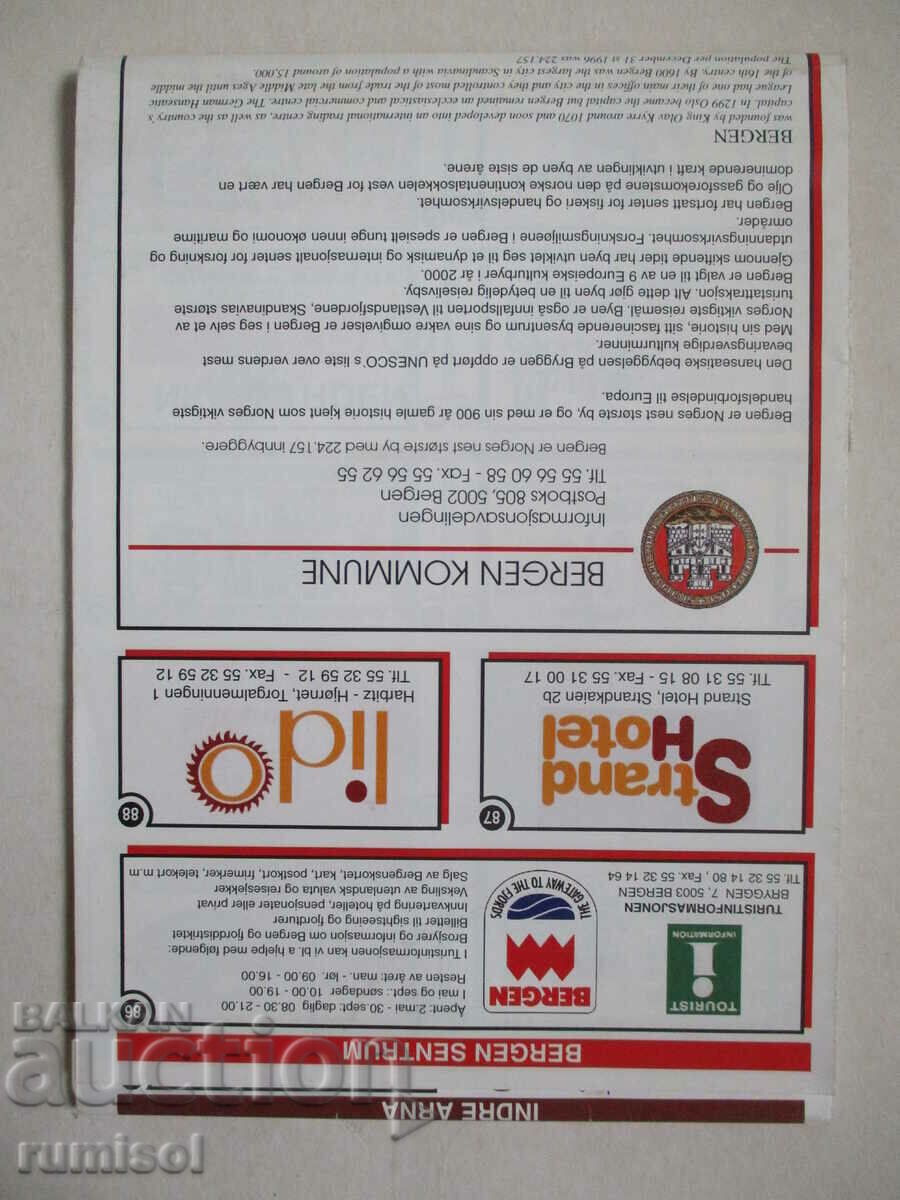 INDRE ARNA
BERGEN SENTRUM
TOURIST
i
INFORMATION
TURISTINFORMASJONEN
BRYGGEN 7, 5003 BERGEN
Tlf. 55 32 14 80 , Fax. 55 32 14 64
BERGEN
THE GATEWAY TO THE FJORDS
86
Åpent: 2.mai - 30.sept. daglig 08.30 - 21.00
I mai og sept.: søndager 10.00 - 19.00
Resten av året: man. - lør. 09.00 - 16.00
I Turistinformasjonen kan vi a. bl. hjelpe med følgende:
Brosjyrer og informasjon om Bergen og fjorddistriktet
Billetter til sightseeing og fjordturer
Innkvartering på hoteller, pensjonater eller privat
Veksling av utenlandsk valuta og reisesjekker
Salg av Bergenskortet, kart, postkort, frimerker, telekort m.m
87
Strand
Hotel
Strand Hotel, Strandkaien 2b
Tlf. 55 31 08 15 - Fax. 55 31 00 17
88
lido
Harbitz - Hjørnet, Torgalmenningen 1
Tlf. 55 32 59 12 - Fax. 55 32 59 12
BERGEN KOMMUNE
Informasjonsavdelingen
Postboks 805, 5002 Bergen
Tlf. 55 56 60 58 - Fax. 55 56 62 55
Bergen er Norges nest største by med 224.157 innbyggere.
Bergen er Norges nest største by, og er med sin 900 år gamle historie kjent som Norges viktigste
handelsforbindelse til Europa.
Den hanseatiske bebyggelsen på Bryggen er oppført på UNESCO's liste over verdens mest
bevaringsverdige kulturminner.
Med sin historie, sitt fascinerende bysentrum og sine vakre omgivelser er Bergen i seg selv et av
Norges viktigste reisemål. Byen er også innfallsporten til Vestlandsfjordene, Skandinavias største
turistattraksjon. Alt dette gjør byen til en betydelig reiselivsby.
Bergen er valgt til en av 9 Europeiske kulturbyer i år 2000.
Gjennom skiftende tider har byen utviklet seg til et dynamisk og internasjonalt senter for forskning og
utdanningsvirksomhet. Forskningsmiljøene i Bergen er spesielt tunge innen økonomi og maritime
områder.
Bergen har fortsatt senter for fiskeri og handelsvirksomhet.
Olje og gassforekomstene på den norske kontinentalsokkelen vest for Bergen har vært en
dominerende kraft i utviklingen av byen de siste årene.
BERGEN
was founded by King Olav Kyrre around 1070 and soon developed into an international trading centre, as well as the country's
capital. In 1299 Oslo became the capital but Bergen remained an ecclesiastical and commercial centre. The German Hanseatic
League had one of their main offices in the city and they controlled most of the trade from the late Middle Ages until the middle
of the 16th centry. By 1600 Bergen was the largest city in Scandinavia with a population of around 15.000.
The population per December 31 st 1996 was 224.157
BALKAN
auction
rumisol